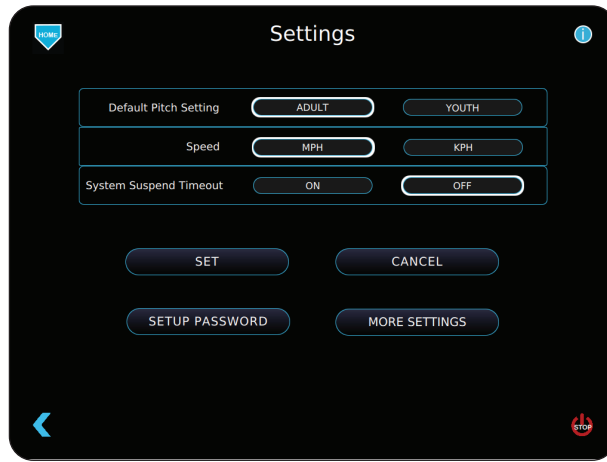 HOME
Settings
i
Default Pitch Setting ADULT YOUTH
Speed MPH KPH
System Suspend Timeout ON OFF
SET CANCEL
SETUP PASSWORD MORE SETTINGS
STOP